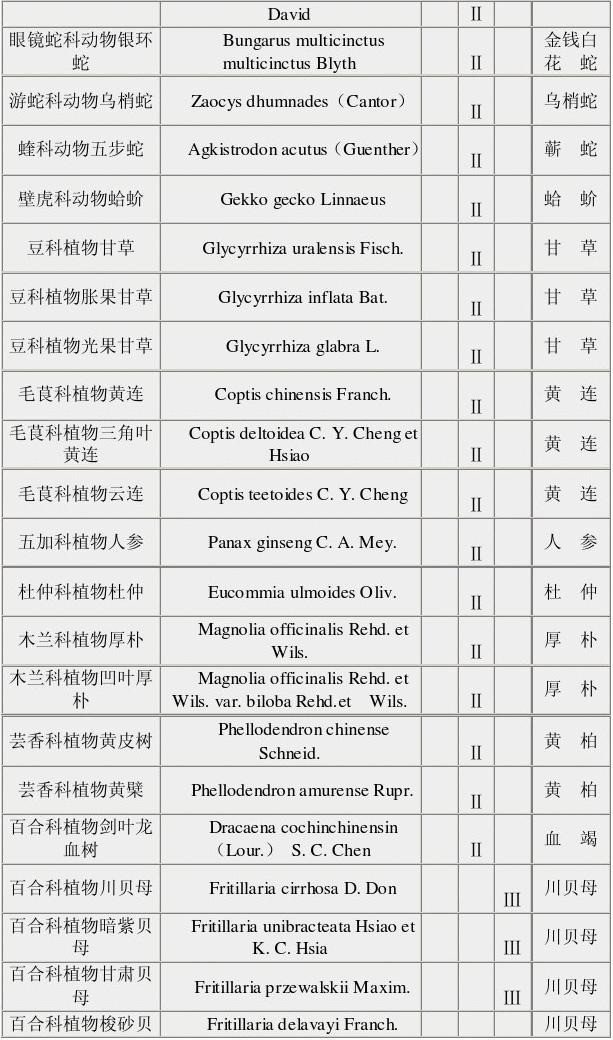 David Ⅱ
眼镜蛇科动物银环 Bungarus multicinctus 金钱白
蛇 multicinctus Blyth Ⅱ 花 蛇
游蛇科动物乌梢蛇 Zaocys dhumnades（Cantor） Ⅱ 乌梢蛇
蝰科动物五步蛇 Agkistrodon acutus（Guenther） Ⅱ 蕲 蛇
壁虎科动物蛤蚧 Gekko gecko Linnaeus Ⅱ 蛤 蚧
豆科植物甘草 Glycyrrhiza uralensis Fisch. Ⅱ 甘 草
豆科植物胀果甘草 Glycyrrhiza inflata Bat. Ⅱ 甘 草
豆科植物光果甘草 Glycyrrhiza glabra L. Ⅱ 甘 草
毛茛科植物黄连 Coptis chinensis Franch. Ⅱ 黄 连
毛茛科植物三角叶 Coptis deltoidea C. Y. Cheng et 黄 连
黄连 Hsiao Ⅱ
毛茛科植物云连 Coptis teetoides C. Y. Cheng Ⅱ 黄 连
五加科植物人参 Panax ginseng C. A. Mey. Ⅱ 人 参
杜仲科植物杜仲 Eucommia ulmoides Oliv. Ⅱ 杜 仲
木兰科植物厚朴 Magnolia officinalis Rehd. et 厚 朴
Wils. Ⅱ
木兰科植物凹叶厚 Magnolia officinalis Rehd. et 厚 朴
朴 Wils. var. biloba Rehd.et Wils. Ⅱ
芸香科植物黄皮树 Phellodendron chinense 黄 柏
Schneid. Ⅱ
芸香科植物黄檗 Phellodendron amurense Rupr. Ⅱ 黄 柏
百合科植物剑叶龙 Dracaena cochinchinensin 血 竭
血树 （Lour.） S. C. Chen Ⅱ
百合科植物川贝母 Fritillaria cirrhosa D. Don Ⅲ 川贝母
百合科植物暗紫贝 Fritillaria unibracteata Hsiao et 川贝母
母 K. C. Hsia Ⅲ
百合科植物甘肃贝 Fritillaria przewalskii Maxim. Ⅲ 川贝母
母
百合科植物梭砂贝 Fritillaria delavayi Franch. 川贝母